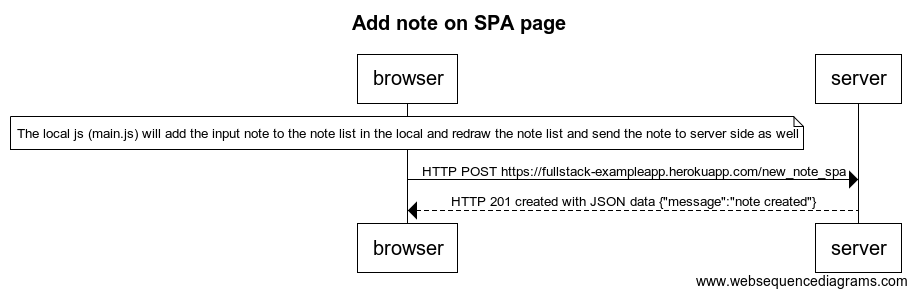 Add note on SPA page
browser
server
The local js (main.js) will add the input note to the note list in the local and redraw the note list and send the note to server side as well
HTTP POST https://fullstack-exampleapp.herokuapp.com/new_note_spa
HTTP 201 created with JSON data {"message":"note created"}
browser
server
www.websequencediagrams.com